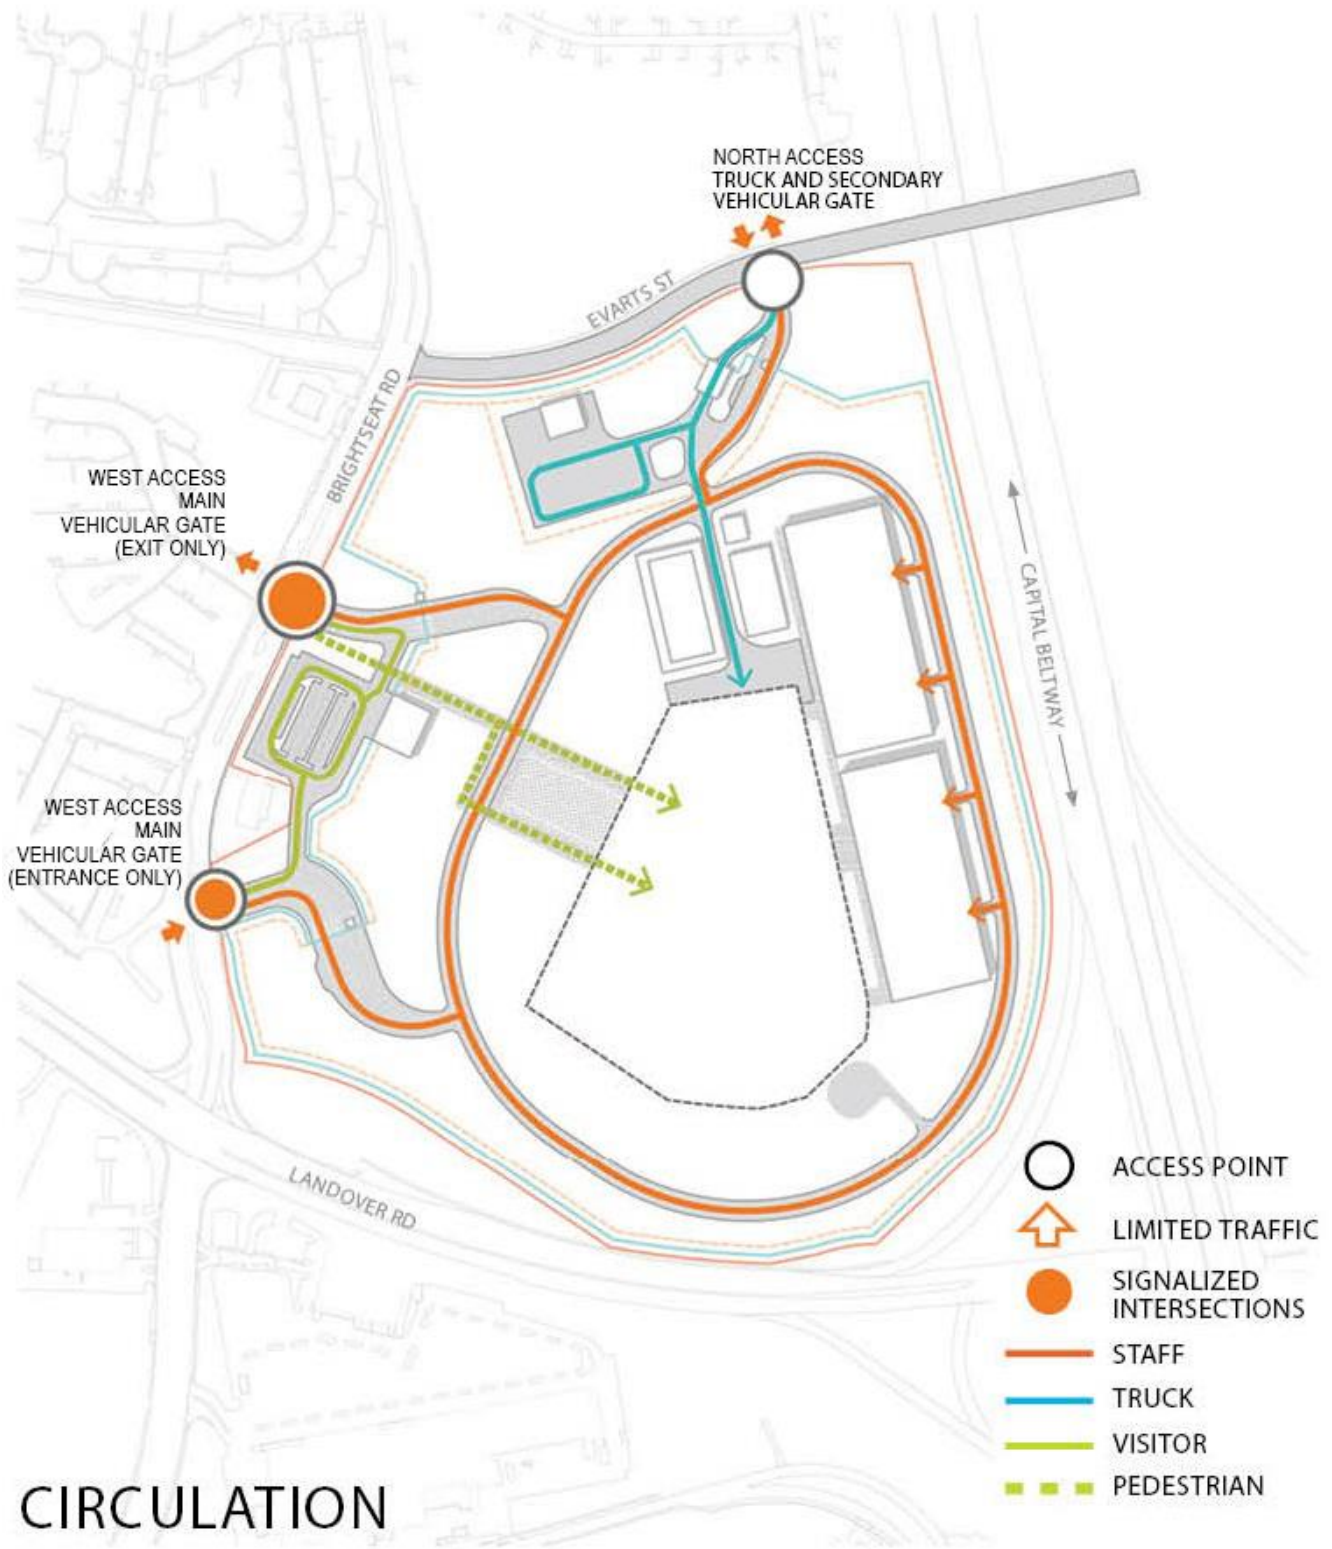 NORTH ACCESS
TRUCK AND SECONDARY
VEHICULAR GATE
EVARTS ST
BRIGHTSEAT RD
WEST ACCESS
MAIN
VEHICULAR GATE
(EXIT ONLY)
CAPITAL BELTWAY
WEST ACCESS
MAIN
VEHICULAR GATE
(ENTRANCE ONLY)
LANDOVER RD
ACCESS POINT
LIMITED TRAFFIC
SIGNALIZED
INTERSECTIONS
STAFF
TRUCK
VISITOR
PEDESTRIAN
CIRCULATION